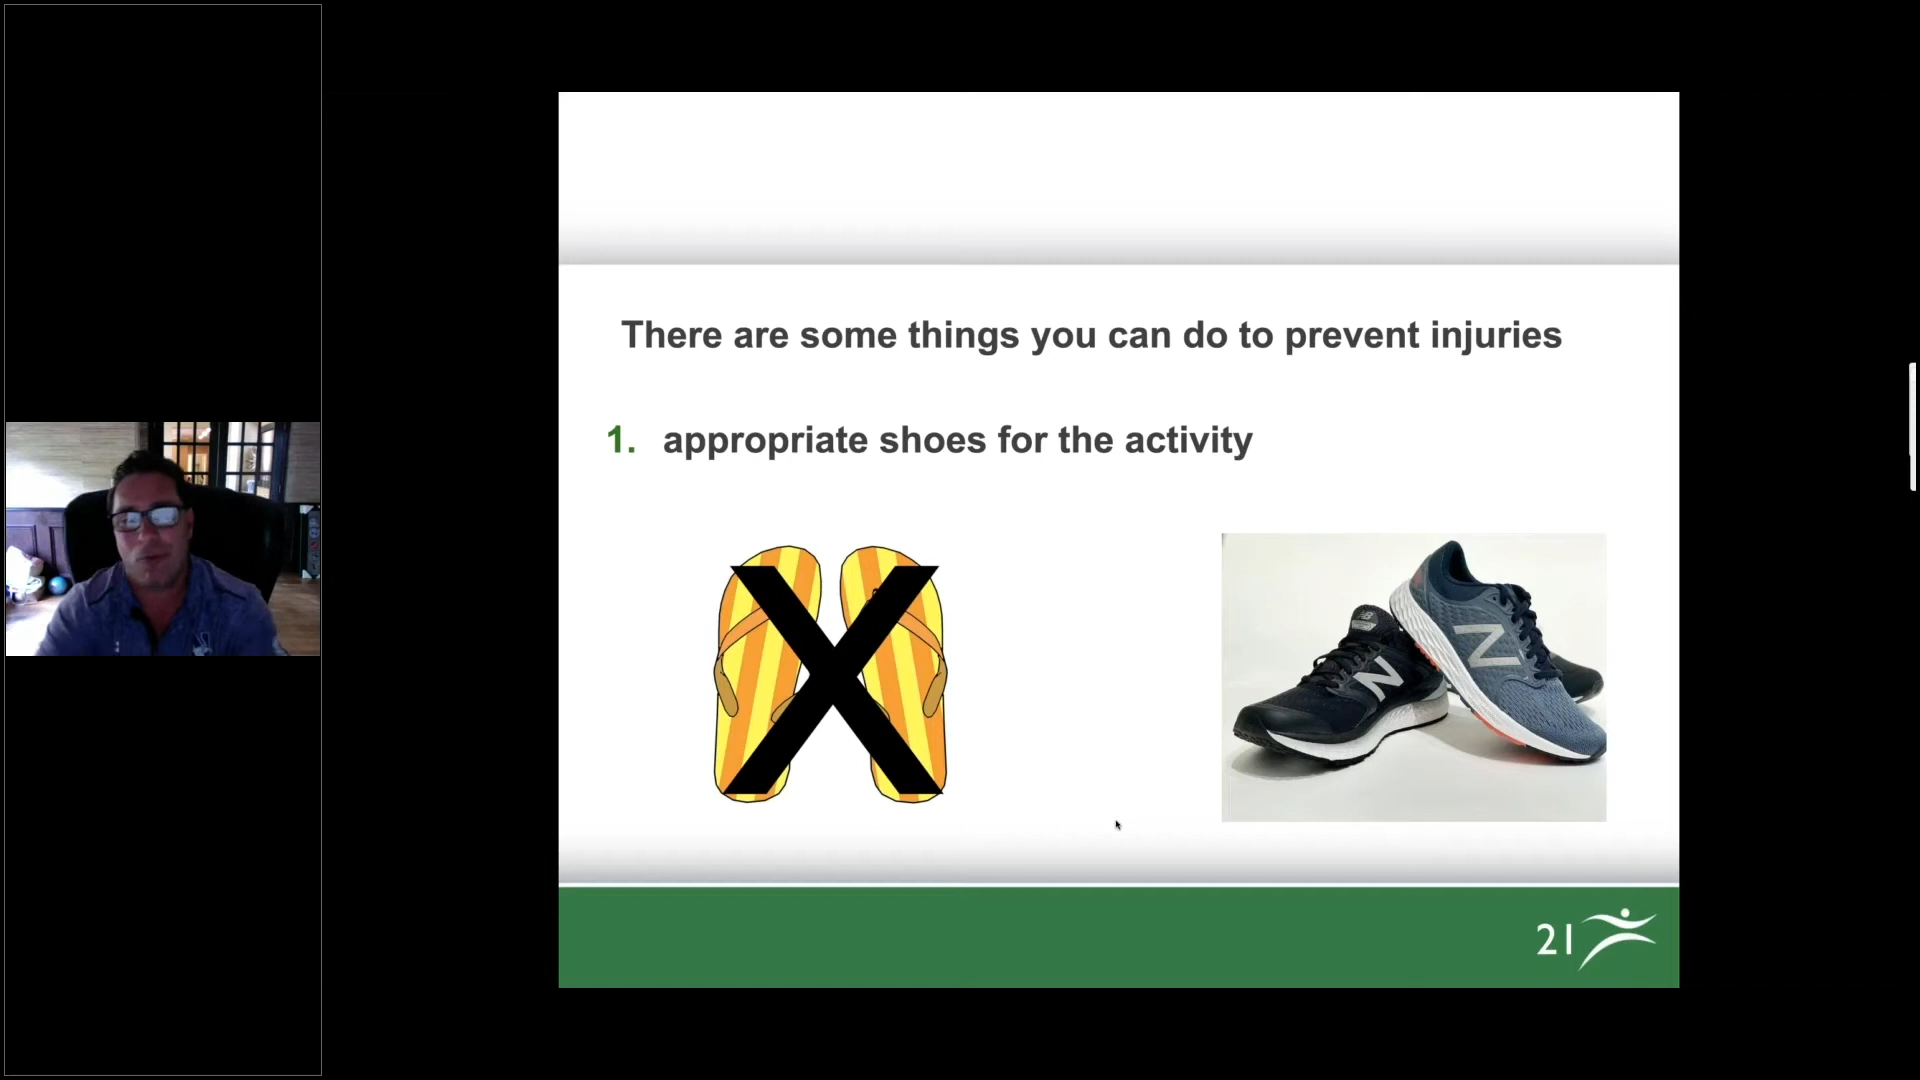 There are some things you can do to prevent injuries
1. appropriate shoes for the activity
N
N
21